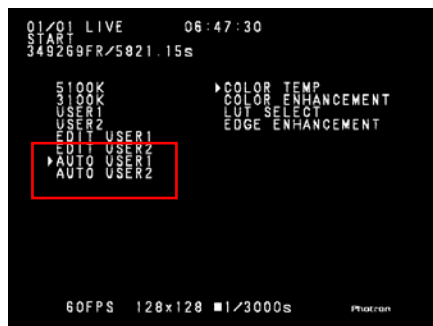 01/01 LIVE 06:47:30
START
349269FR/5821.15s
5100K ▶COLOR TEMP
3100K COLOR ENHANCEMENT
USER1 LUT SELECT
USER2 EDGE ENHANCEMENT
EDIT USER1
EDIT USER2
▶AUTO USER1
AUTO USER2
60FPS 128x128 ■1/3000s Photron